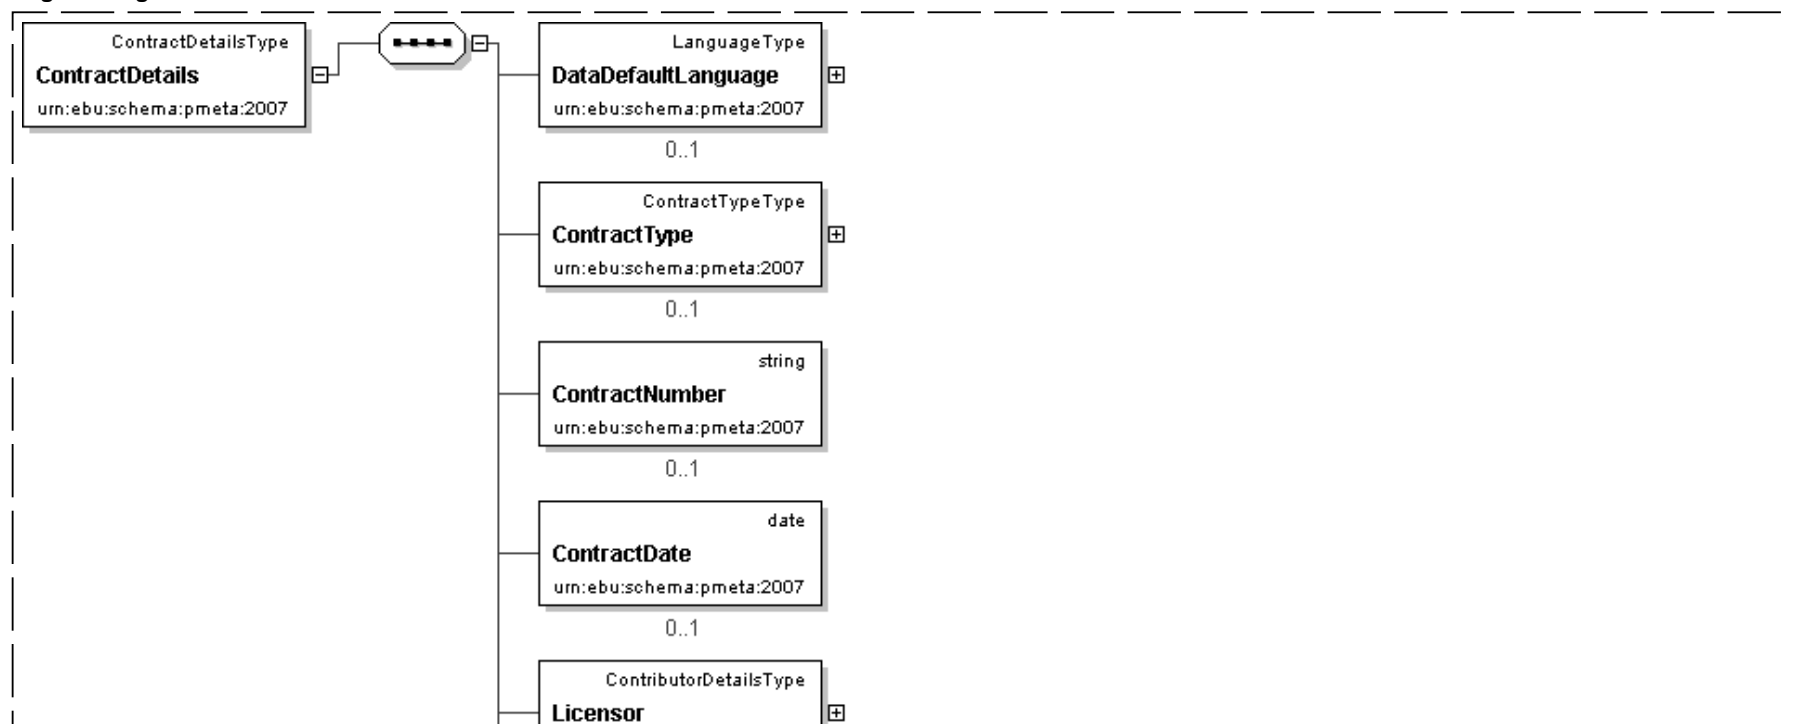 ContractDetailsType
ContractDetails
urn:ebu:schema:pmeta:2007
LanguageType
DataDefaultLanguage
urn:ebu:schema:pmeta:2007
0..1
ContractTypeType
ContractType
urn:ebu:schema:pmeta:2007
0..1
string
ContractNumber
urn:ebu:schema:pmeta:2007
0..1
date
ContractDate
urn:ebu:schema:pmeta:2007
0..1
ContributorDetailsType
Licensor